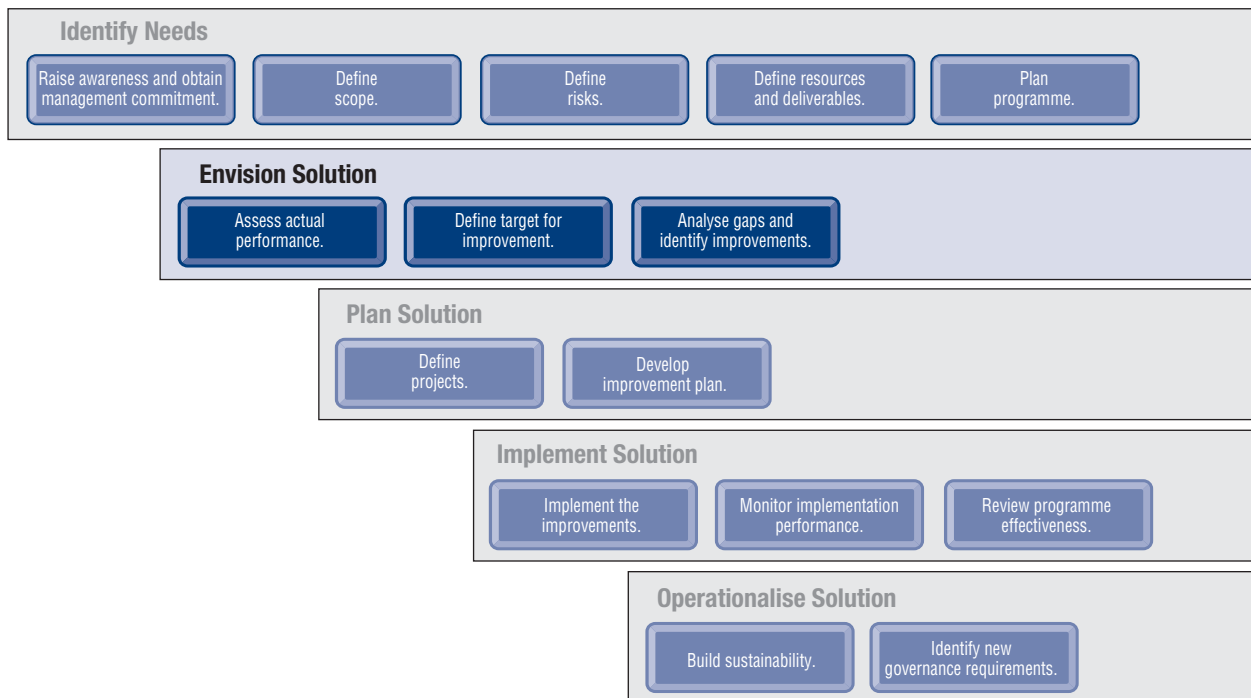 Identify Needs
Raise awareness and obtain
management commitment.
Define
scope.
Define
risks.
Define resources
and deliverables.
Plan
programme.
Envision Solution
Assess actual
performance.
Define target for
improvement.
Analyse gaps and
identify improvements.
Plan Solution
Define
projects.
Develop
improvement plan.
Implement Solution
Implement the
improvements.
Monitor implementation
performance.
Review programme
effectiveness.
Operationalise Solution
Build sustainability.
Identify new
governance requirements.